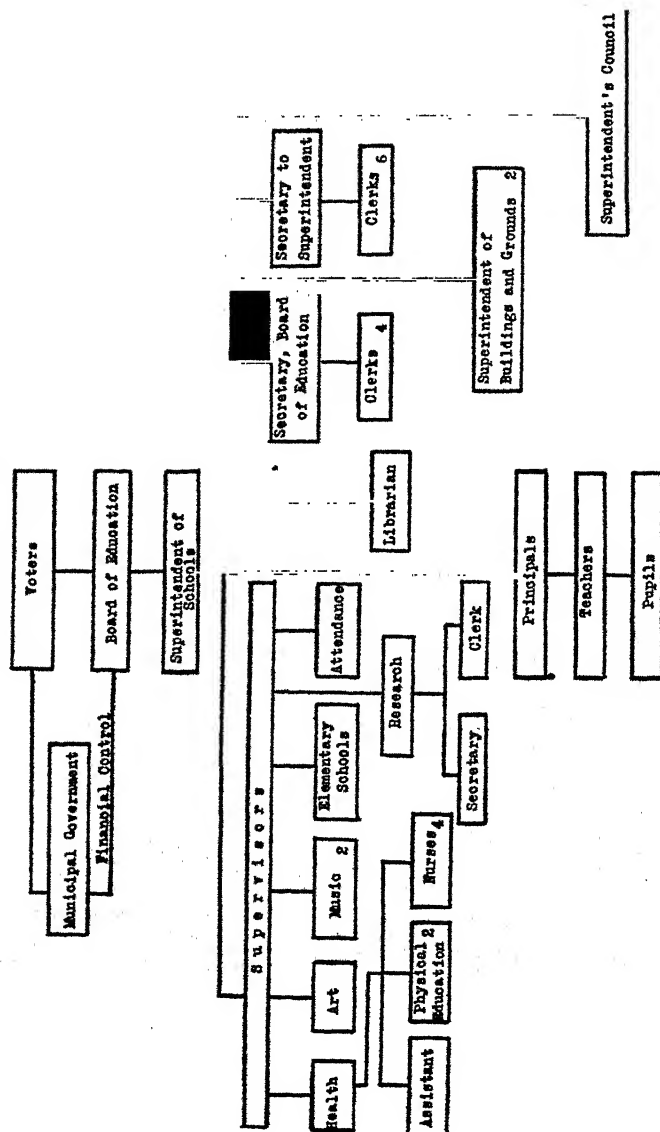 Voters
Municipal Government
Financial Control
Board of Education
Superintendent of
Schools
Supervisors
Health
Art
Music 2
Elementary
Schools
Attendance
Research
Secretary
Clerk
Assistant
Physical 2
Education
Nurses 4
Librarian
Secretary, Board
of Education
Clerks 4
Secretary to
Superintendent
Clerks 6
Superintendent of
Buildings and Grounds 2
Superintendent's Council
Principals
Teachers
Pupils